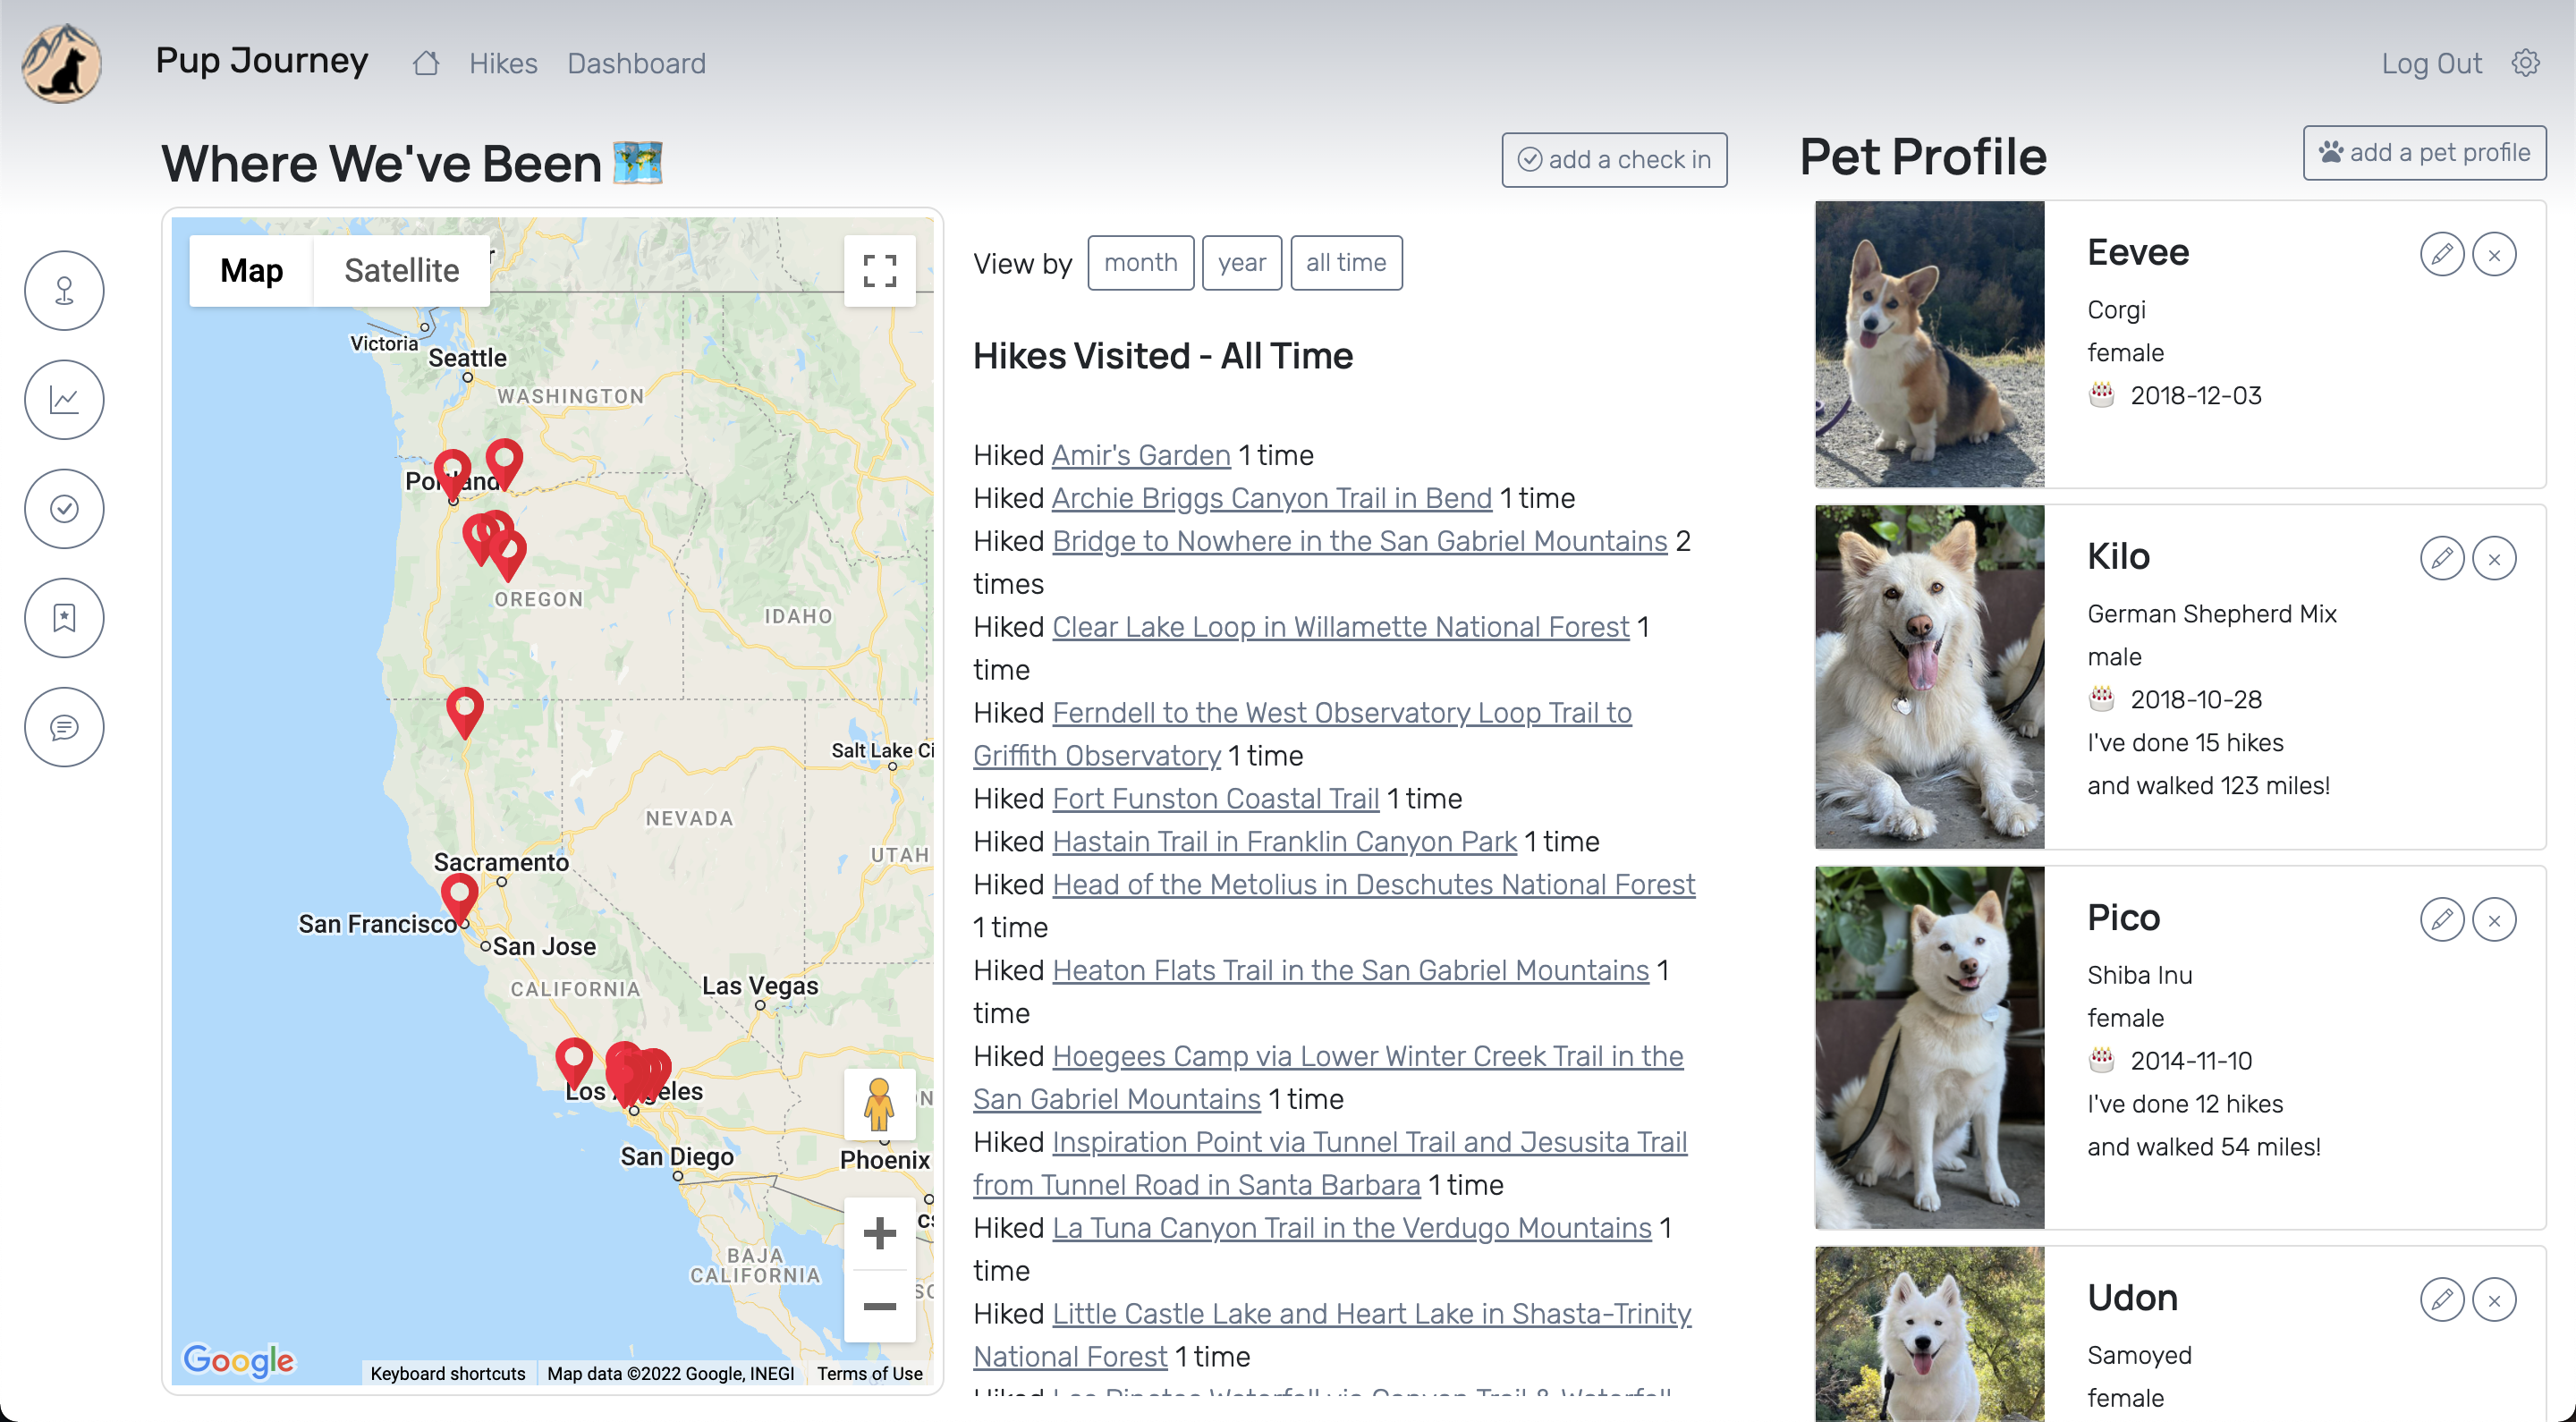 Pup Journey Hikes Dashboard Log Out
Where We've Been
add a check in
Map Satellite
Victoria
Seattle
WASHINGTON
Portland
OREGON
IDAHO
Salt Lake Ci
NEVADA
UTAH
Sacramento
San Francisco
San Jose
CALIFORNIA
Las Vegas
Los Angeles
San Diego
Phoenix
BAJA
CALIFORNIA
Google
Keyboard shortcuts Map data ©2022 Google, INEGI Terms of Use
View by month year all time
Hikes Visited - All Time
Hiked Amir's Garden 1 time
Hiked Archie Briggs Canyon Trail in Bend 1 time
Hiked Bridge to Nowhere in the San Gabriel Mountains 2
times
Hiked Clear Lake Loop in Willamette National Forest 1
time
Hiked Ferndell to the West Observatory Loop Trail to
Griffith Observatory 1 time
Hiked Fort Funston Coastal Trail 1 time
Hiked Hastain Trail in Franklin Canyon Park 1 time
Hiked Head of the Metolius in Deschutes National Forest
1 time
Hiked Heaton Flats Trail in the San Gabriel Mountains 1
time
Hiked Hoegees Camp via Lower Winter Creek Trail in the
San Gabriel Mountains 1 time
Hiked Inspiration Point via Tunnel Trail and Jesusita Trail
from Tunnel Road in Santa Barbara 1 time
Hiked La Tuna Canyon Trail in the Verdugo Mountains 1
time
Hiked Little Castle Lake and Heart Lake in Shasta-Trinity
National Forest 1 time
Pet Profile
add a pet profile
Eevee
Corgi
female
2018-12-03
Kilo
German Shepherd Mix
male
2018-10-28
I've done 15 hikes
and walked 123 miles!
Pico
Shiba Inu
female
2014-11-10
I've done 12 hikes
and walked 54 miles!
Udon
Samoyed
female